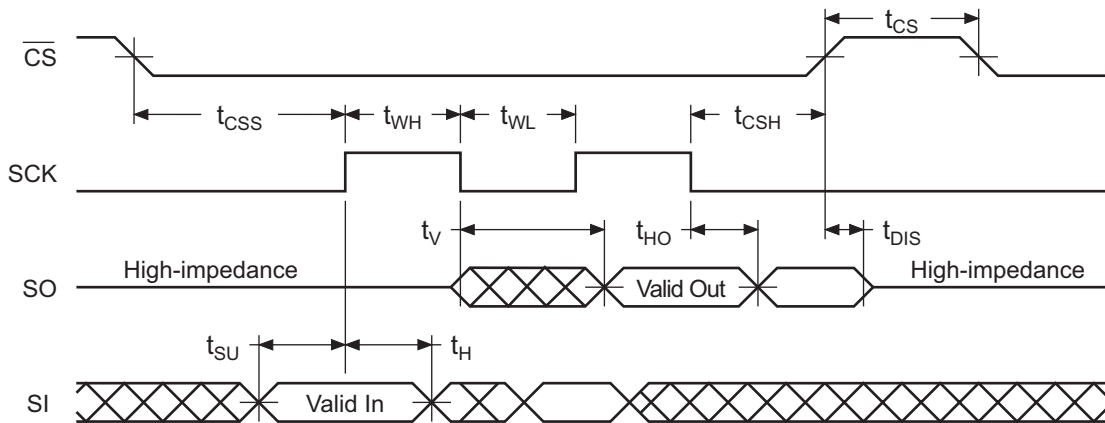 tCS
CS
tCSS
tWH
tWL
tCSH
SCK
tV
tHO
tDIS
High-impedance
High-impedance
SO
Valid Out
tSU
tH
SI
Valid In